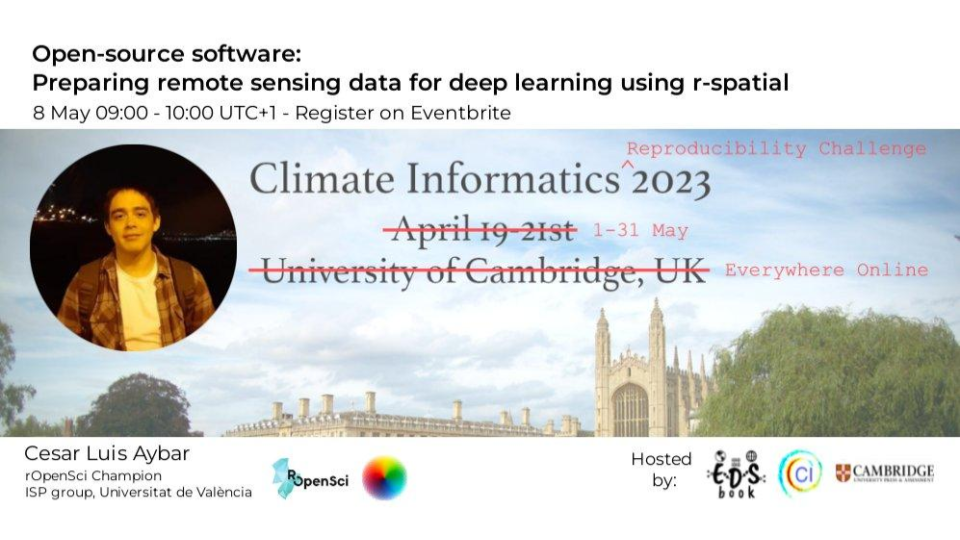 Open-source software:
Preparing remote sensing data for deep learning using r-spatial
8 May 09:00 - 10:00 UTC+1 - Register on Eventbrite
Reproducibility Challenge
Climate Informatics ^ 2023
April 19-21st 1-31 May
University of Cambridge, UK Everywhere Online
Cesar Luis Aybar
rOpenSci Champion
ISP group, Universitat de València
ROpenSci
Hosted
by:
EDS
book
CI
CAMBRIDGE
UNIVERSITY PRESS & ASSESSMENT